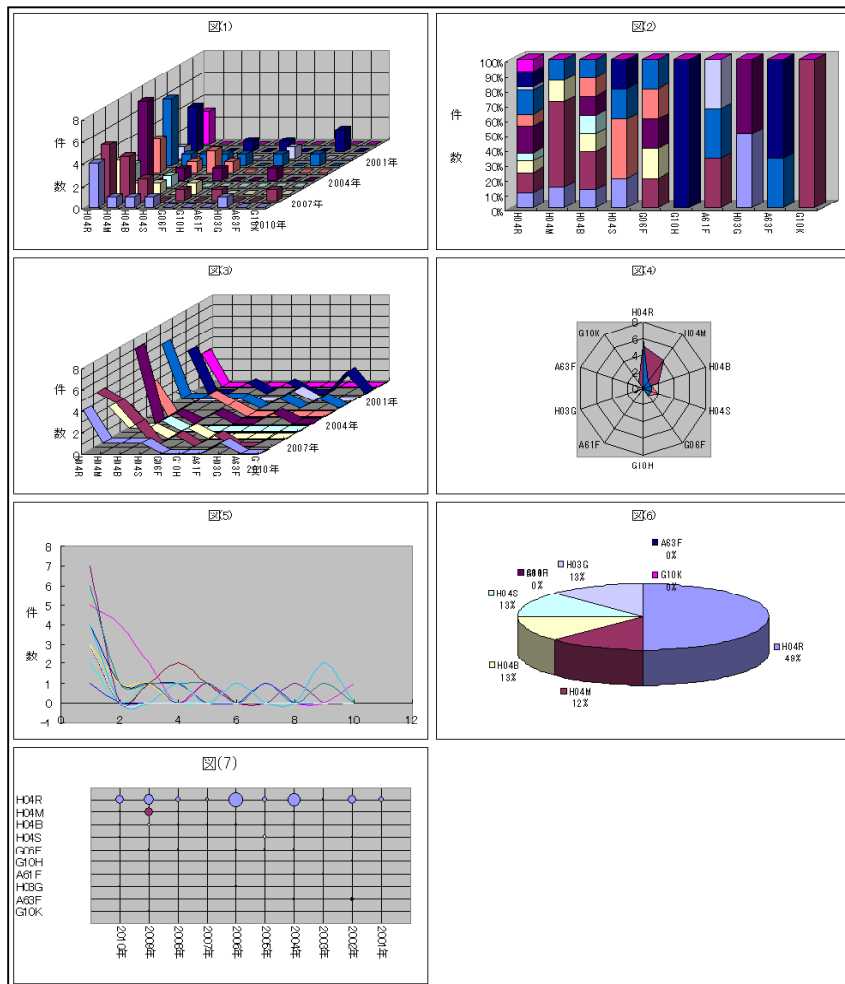 図(1)
8
6
4
2
0
件
数
H04R
H04M
H04B
H04S
G06F
G10H
A61F
H03G
A63F
G10K
2010年
2007年
2004年
2001年
図(2)
100%
90%
80%
70%
60%
50%
40%
30%
20%
10%
0%
件
数
H04R
H04M
H04B
H04S
G06F
G10H
A61F
H03G
A63F
G10K
図(3)
8
6
4
2
0
件
数
H04R
H04M
H04B
H04S
G06F
G10H
A61F
H03G
A63F
2010年
2007年
2004年
2001年
図(4)
H04R
H04M
H04B
H04S
G06F
G10H
A61F
H03G
A63F
G10K
8
6
4
2
0
図(5)
8
7
6
5
4
3
2
1
0
-1
件
数
0 2 4 6 8 10 12
図(6)
A63F
0%
H03G
13%
0%
G10K
0%
H04S
13%
H04R
49%
H04B
13%
H04M
12%
図(7)
H04R
H04M
H04B
H04S
G06F
G10H
A61F
H03G
A63F
G10K
2010年
2009年
2008年
2007年
2006年
2005年
2004年
2003年
2002年
2001年